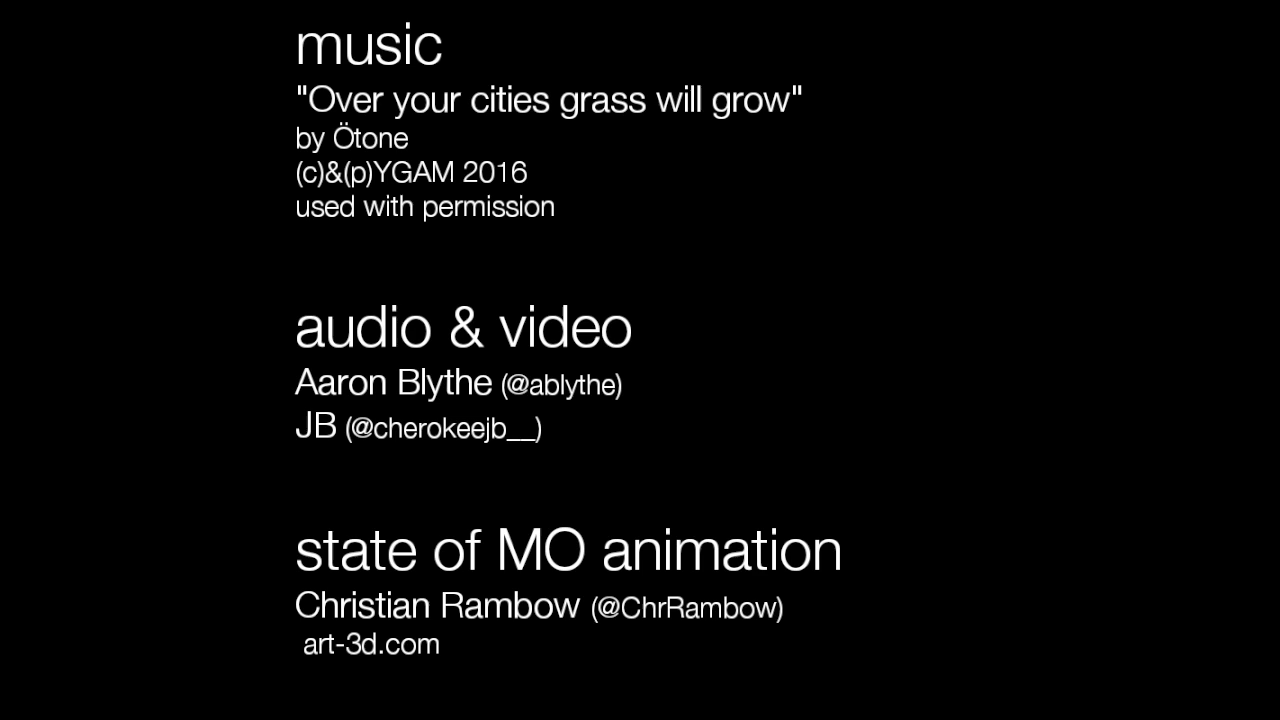 music
"Over your cities grass will grow"
by Ötone
(c)&(p)YGAM 2016
used with permission
audio & video
Aaron Blythe (@ablythe)
JB (@cherokeejb__)
state of MO animation
Christian Rambow (@ChrRambow)
art-3d.com